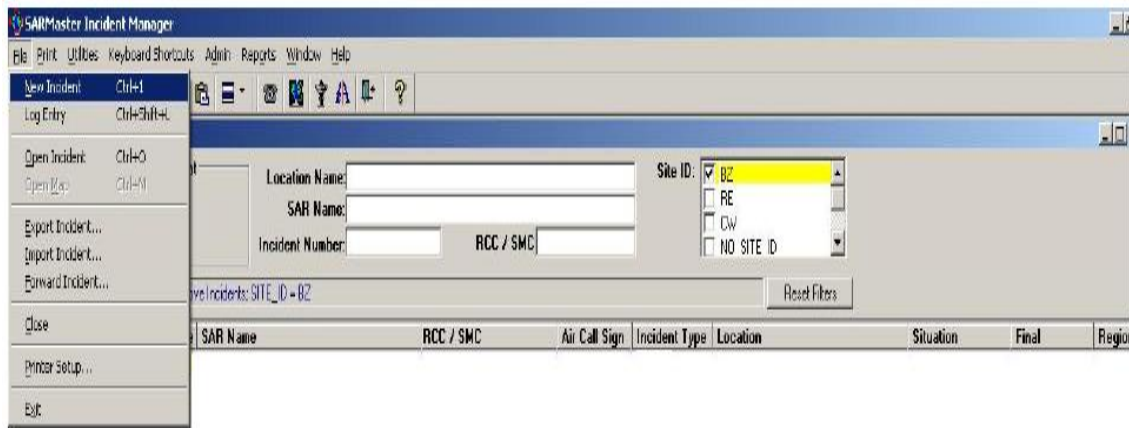 SARMaster Incident Manager
File Print Utilities Keyboard Shortcuts Admin Reports Window Help
New Incident Ctrl+1
Log Entry Ctrl+Shift+L
Open Incident Ctrl+O
Open Map Ctrl+M
Export Incident...
Import Incident...
Forward Incident...
Close
Printer Setup...
Exit
Location Name:
SAR Name:
Incident Number:
RCC / SMC
Site ID:
BZ
RE
CW
NO SITE ID
ive Incidents: SITE_ID = BZ
Reset Filters
SAR Name RCC / SMC Air Call Sign Incident Type Location Situation Final Regio